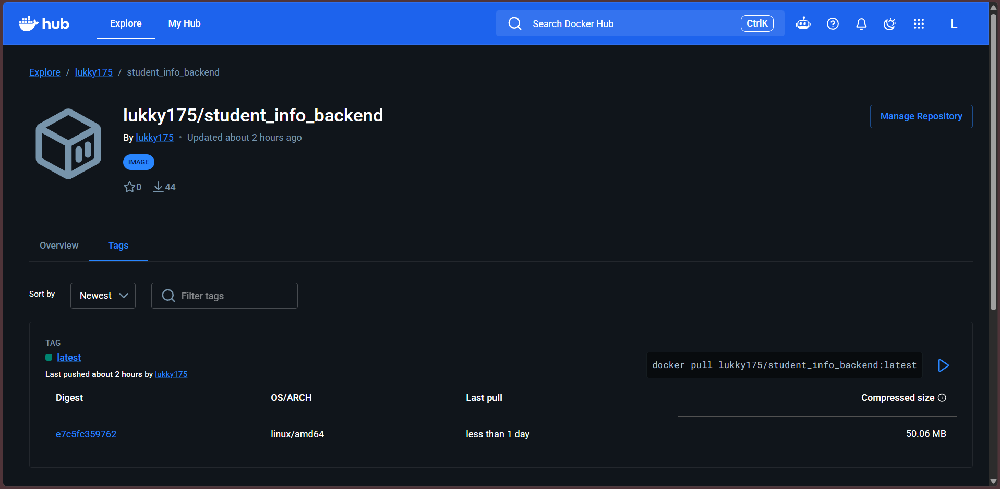 hub Explore My Hub Search Docker Hub CtrlK L
Explore / lukky175 / student_info_backend
lukky175/student_info_backend
Manage Repository
By lukky175 • Updated about 2 hours ago
IMAGE
0 44
Overview Tags
Sort by Newest Filter tags
TAG
latest
docker pull lukky175/student_info_backend:latest
Last pushed about 2 hours by lukky175
Digest OS/ARCH Last pull Compressed size
e7c5fc359762 linux/amd64 less than 1 day 50.06 MB